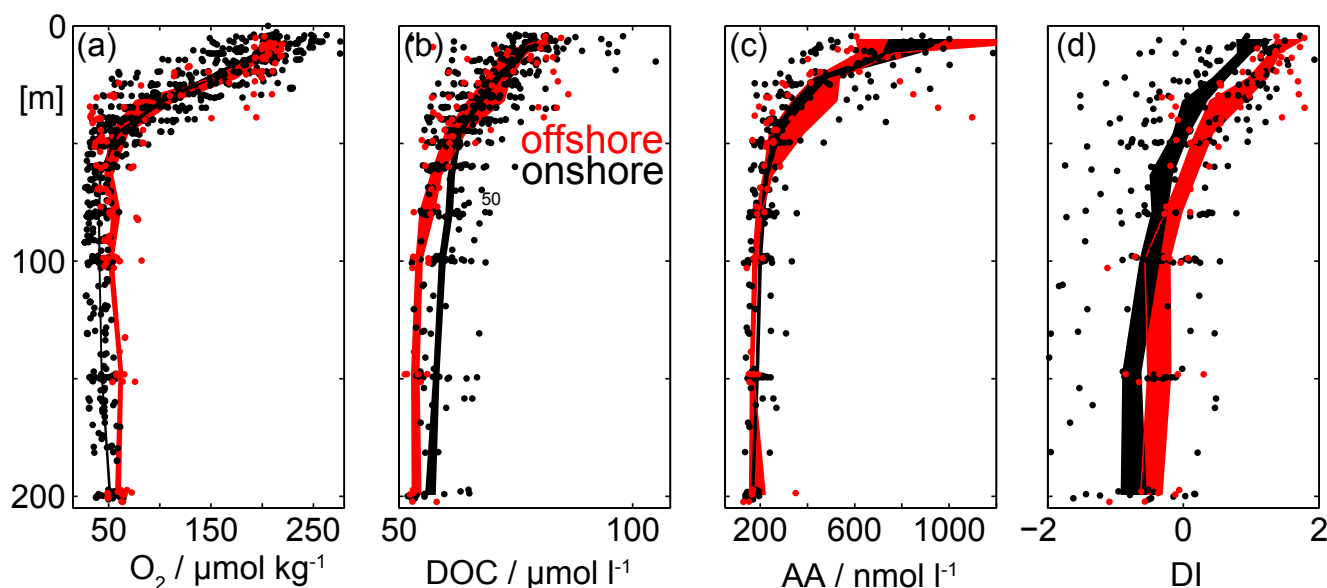 0
(a)
(b)
(c)
(d)
[m]
offshore
onshore
50
100
200
50
150
250
50
100
200
600
1000
−2
0
2
O2 / µmol kg-1
DOC / µmol l-1
AA / nmol l-1
DI